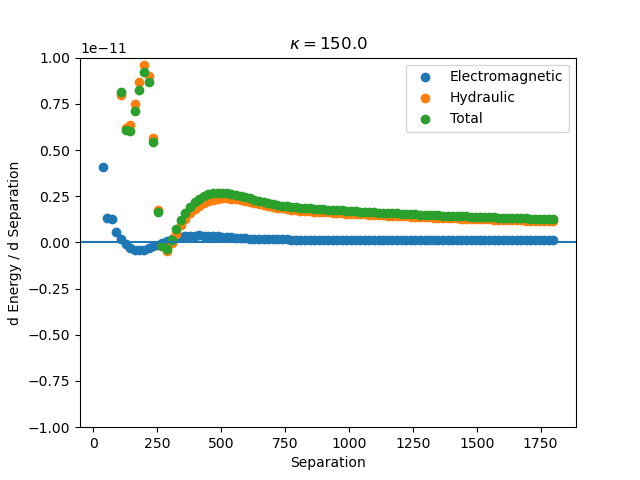 κ = 150.0
1e−11
1.00
0.75
0.50
0.25
0.00
−0.25
−0.50
−0.75
−1.00
d Energy / d Separation
Electromagnetic
Hydraulic
Total
0 250 500 750 1000 1250 1500 1750
Separation